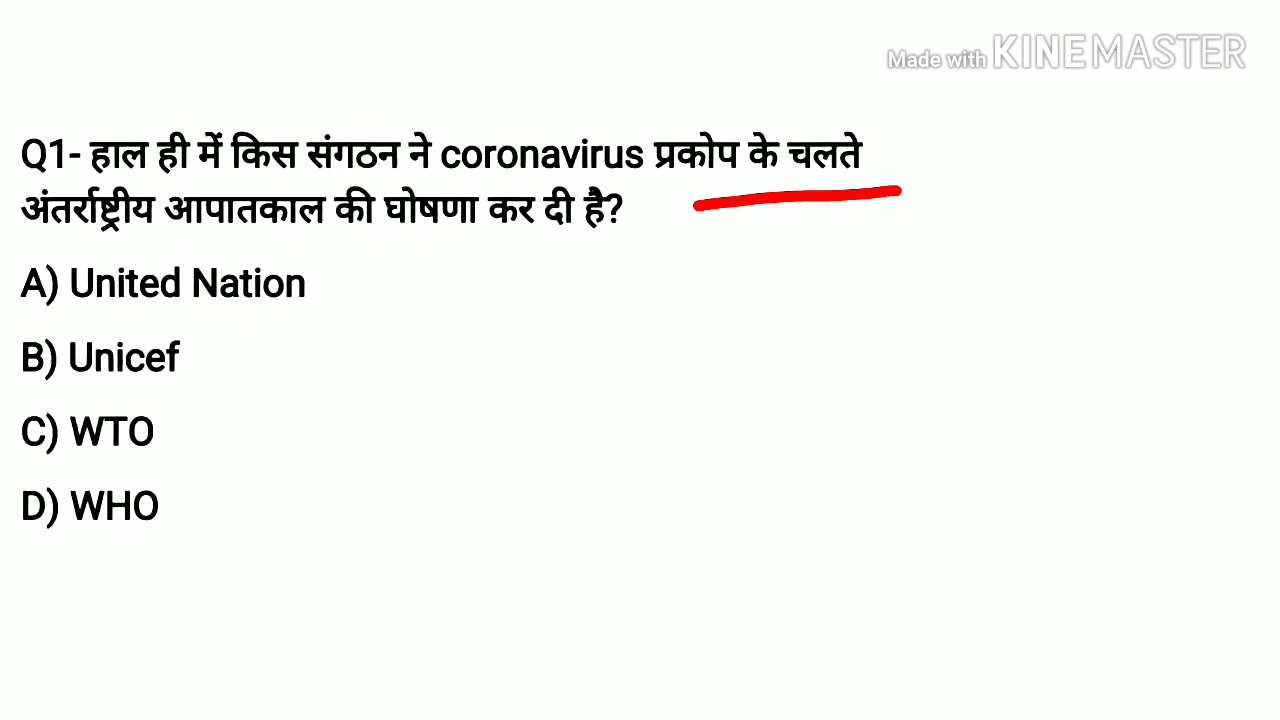 Made with KINEMASTER
Q1- हाल ही में किस संगठन ने coronavirus प्रकोप के चलते
अंतर्राष्ट्रीय आपातकाल की घोषणा कर दी है?
A) United Nation
B) Unicef
C) WTO
D) WHO